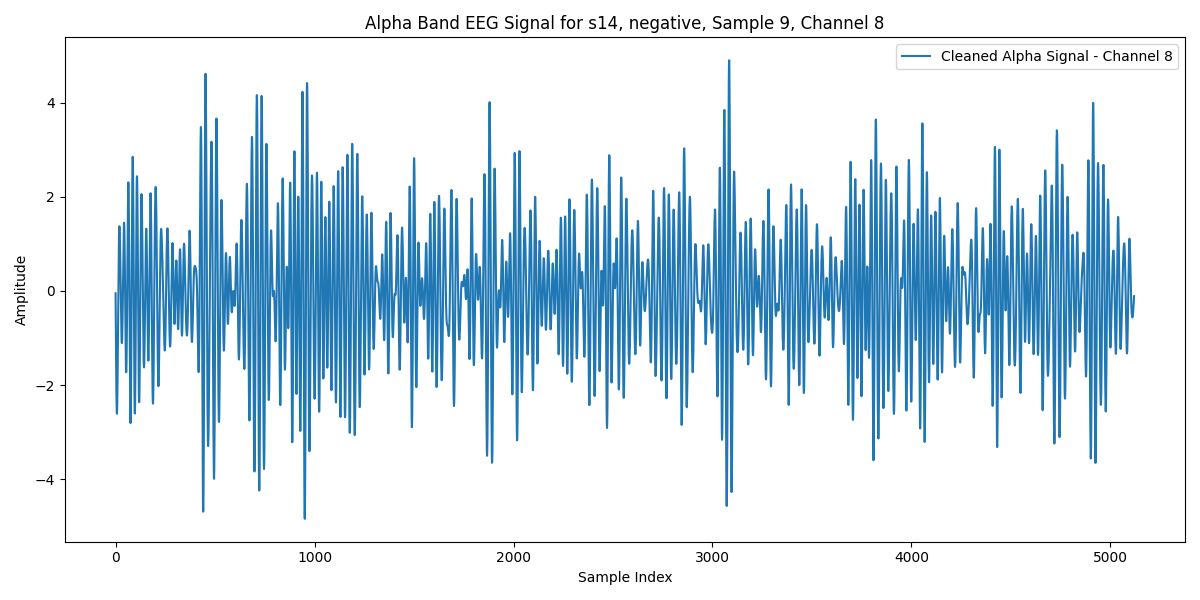 Alpha Band EEG Signal for s14, negative, Sample 9, Channel 8
Cleaned Alpha Signal - Channel 8
Amplitude
4
2
0
−2
−4
0 1000 2000 3000 4000 5000
Sample Index